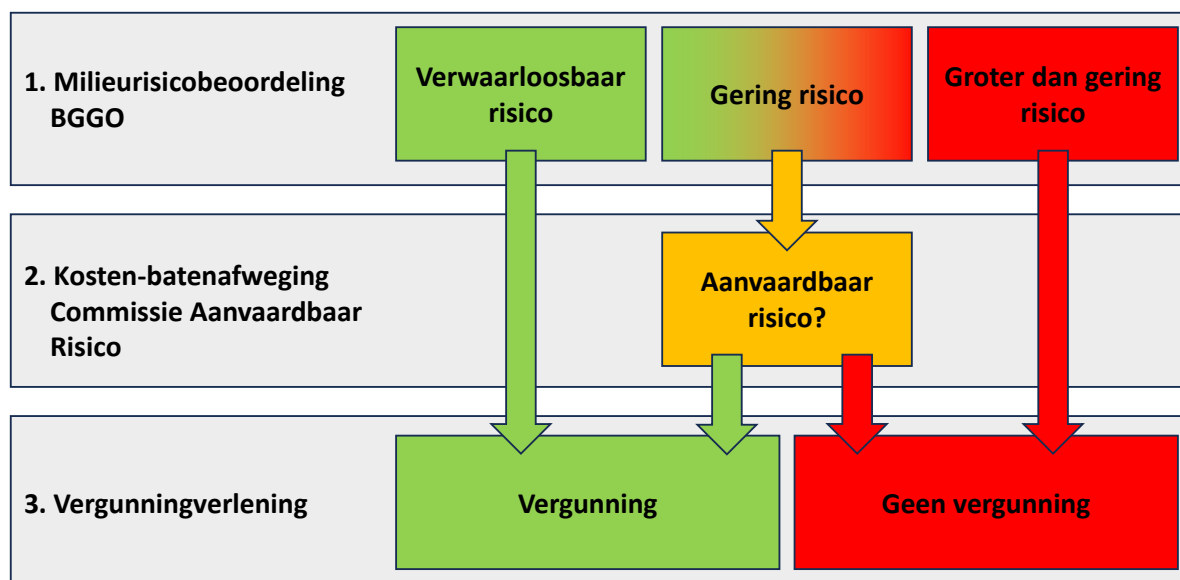 1. Milieurisicobeoordeling
BGGO
Verwaarloosbaar
risico
Gering risico
Groter dan gering
risico
2. Kosten-batenafweging
Commissie Aanvaardbaar
Risico
Aanvaardbaar
risico?
3. Vergunningverlening
Vergunning
Geen vergunning